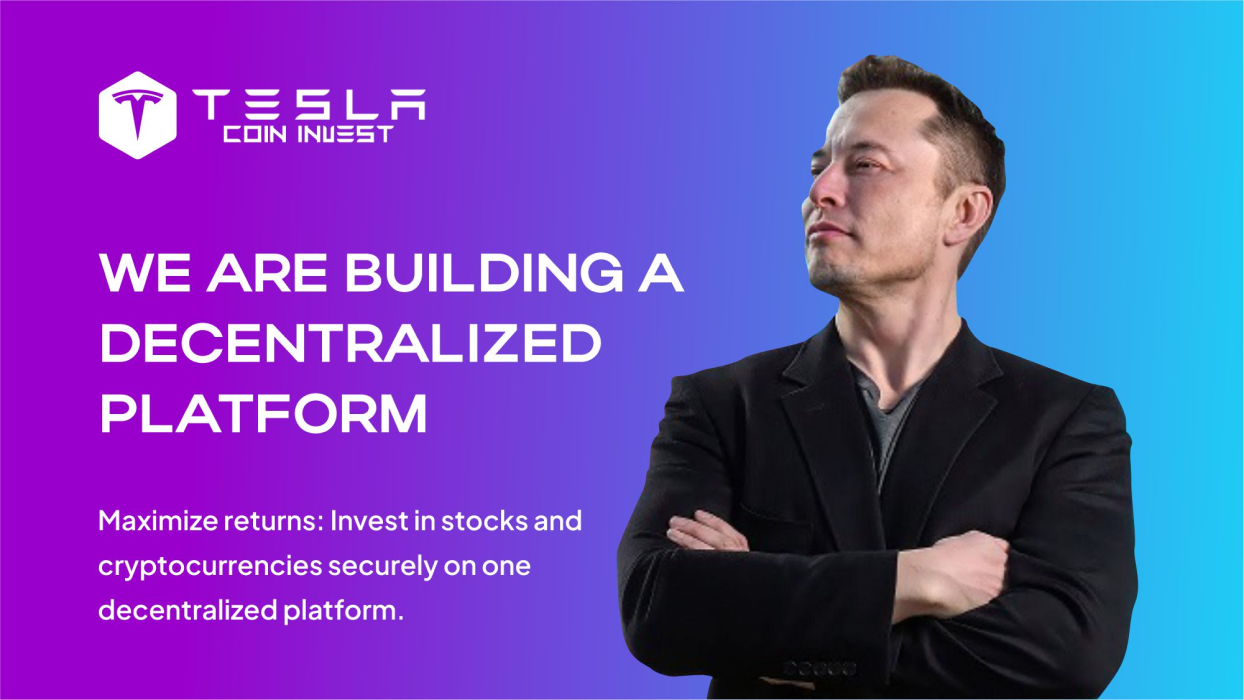 TESLA
COIN INVEST
WE ARE BUILDING A
DECENTRALIZED
PLATFORM
Maximize returns: Invest in stocks and
cryptocurrencies securely on one
decentralized platform.